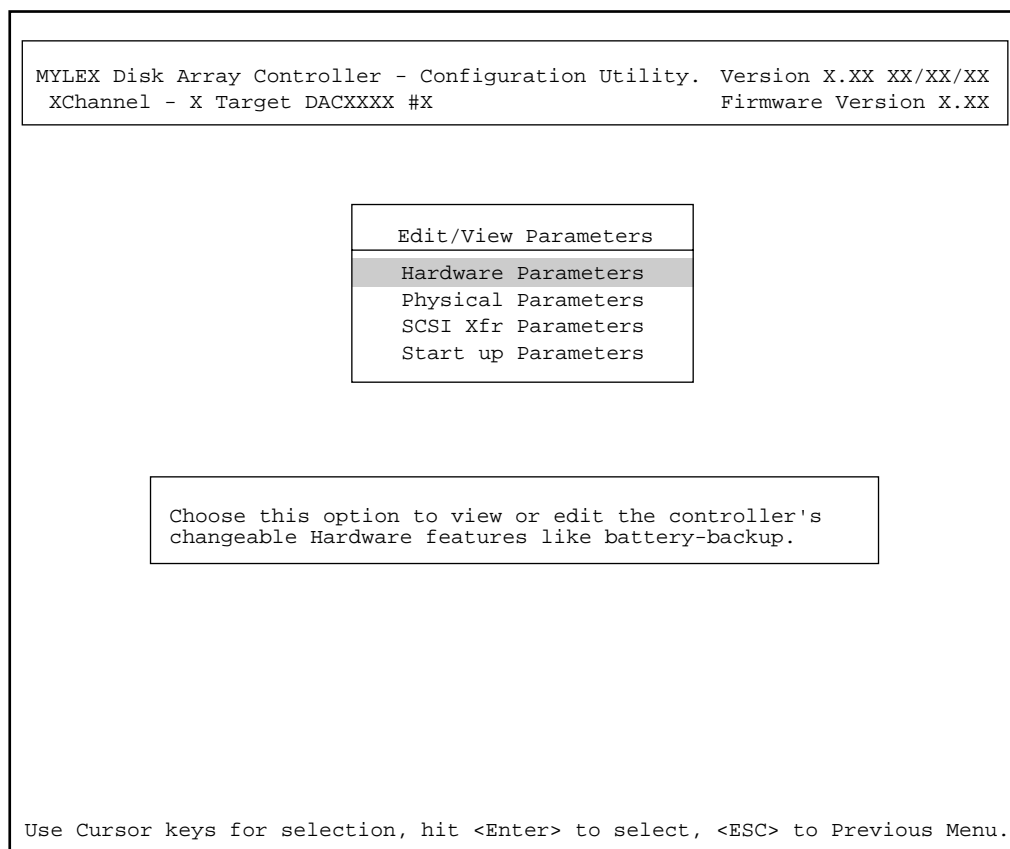 MYLEX Disk Array Controller - Configuration Utility. Version X.XX XX/XX/XX
XChannel - X Target DACXXXX #X Firmware Version X.XX
Edit/View Parameters
Hardware Parameters
Physical Parameters
SCSI Xfr Parameters
Start up Parameters
Choose this option to view or edit the controller's
changeable Hardware features like battery-backup.
Use Cursor keys for selection, hit <Enter> to select, <ESC> to Previous Menu.